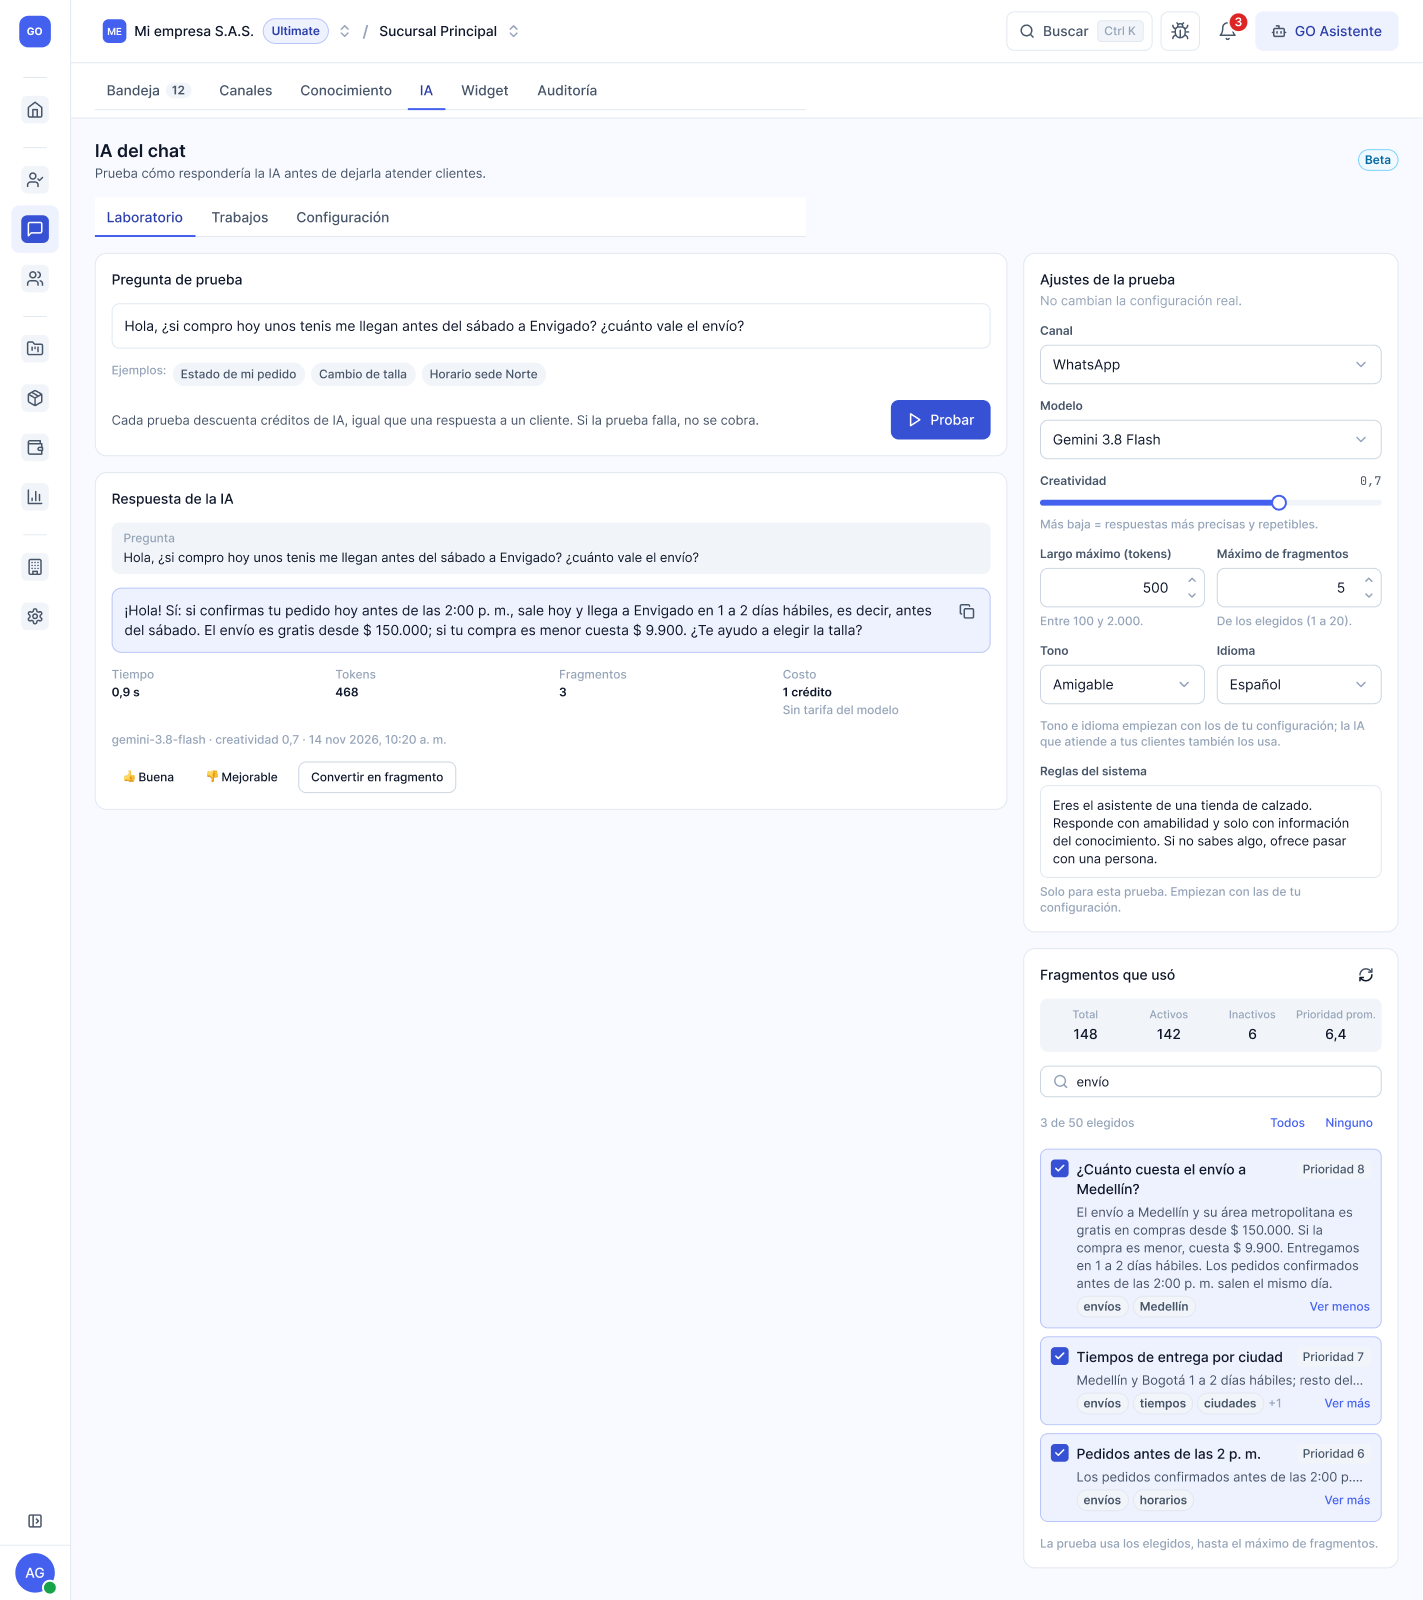 GO
ME Mi empresa S.A.S. Ultimate / Sucursal Principal
Buscar Ctrl K
3
GO Asistente
Bandeja 12 Canales Conocimiento IA Widget Auditoría
IA del chat
Prueba cómo respondería la IA antes de dejarla atender clientes.
Beta
Laboratorio Trabajos Configuración
Pregunta de prueba
Hola, ¿si compro hoy unos tenis me llegan antes del sábado a Envigado? ¿cuánto vale el envío?
Ejemplos: Estado de mi pedido Cambio de talla Horario sede Norte
Cada prueba descuenta créditos de IA, igual que una respuesta a un cliente. Si la prueba falla, no se cobra.
Probar
Respuesta de la IA
Pregunta
Hola, ¿si compro hoy unos tenis me llegan antes del sábado a Envigado? ¿cuánto vale el envío?
¡Hola! Sí: si confirmas tu pedido hoy antes de las 2:00 p. m., sale hoy y llega a Envigado en 1 a 2 días hábiles, es decir, antes
del sábado. El envío es gratis desde $ 150.000; si tu compra es menor cuesta $ 9.900. ¿Te ayudo a elegir la talla?
Tiempo Tokens Fragmentos Costo
0,9 s 468 3 1 crédito
Sin tarifa del modelo
gemini-3.8-flash · creatividad 0,7 · 14 nov 2026, 10:20 a. m.
👍 Buena 👎 Mejorable Convertir en fragmento
Ajustes de la prueba
No cambian la configuración real.
Canal
WhatsApp
Modelo
Gemini 3.8 Flash
Creatividad 0,7
Más baja = respuestas más precisas y repetibles.
Largo máximo (tokens) Máximo de fragmentos
500 5
Entre 100 y 2.000. De los elegidos (1 a 20).
Tono Idioma
Amigable Español
Tono e idioma empiezan con los de tu configuración; la IA
que atiende a tus clientes también los usa.
Reglas del sistema
Eres el asistente de una tienda de calzado.
Responde con amabilidad y solo con información
del conocimiento. Si no sabes algo, ofrece pasar
con una persona.
Solo para esta prueba. Empiezan con las de tu
configuración.
Fragmentos que usó
Total Activos Inactivos Prioridad prom.
148 142 6 6,4
envío
3 de 50 elegidos Todos Ninguno
¿Cuánto cuesta el envío a Prioridad 8
Medellín?
El envío a Medellín y su área metropolitana es
gratis en compras desde $ 150.000. Si la
compra es menor, cuesta $ 9.900. Entregamos
en 1 a 2 días hábiles. Los pedidos confirmados
antes de las 2:00 p. m. salen el mismo día.
envíos Medellín Ver menos
Tiempos de entrega por ciudad Prioridad 7
Medellín y Bogotá 1 a 2 días hábiles; resto del...
envíos tiempos ciudades +1 Ver más
Pedidos antes de las 2 p. m. Prioridad 6
Los pedidos confirmados antes de las 2:00 p....
envíos horarios Ver más
La prueba usa los elegidos, hasta el máximo de fragmentos.
AG